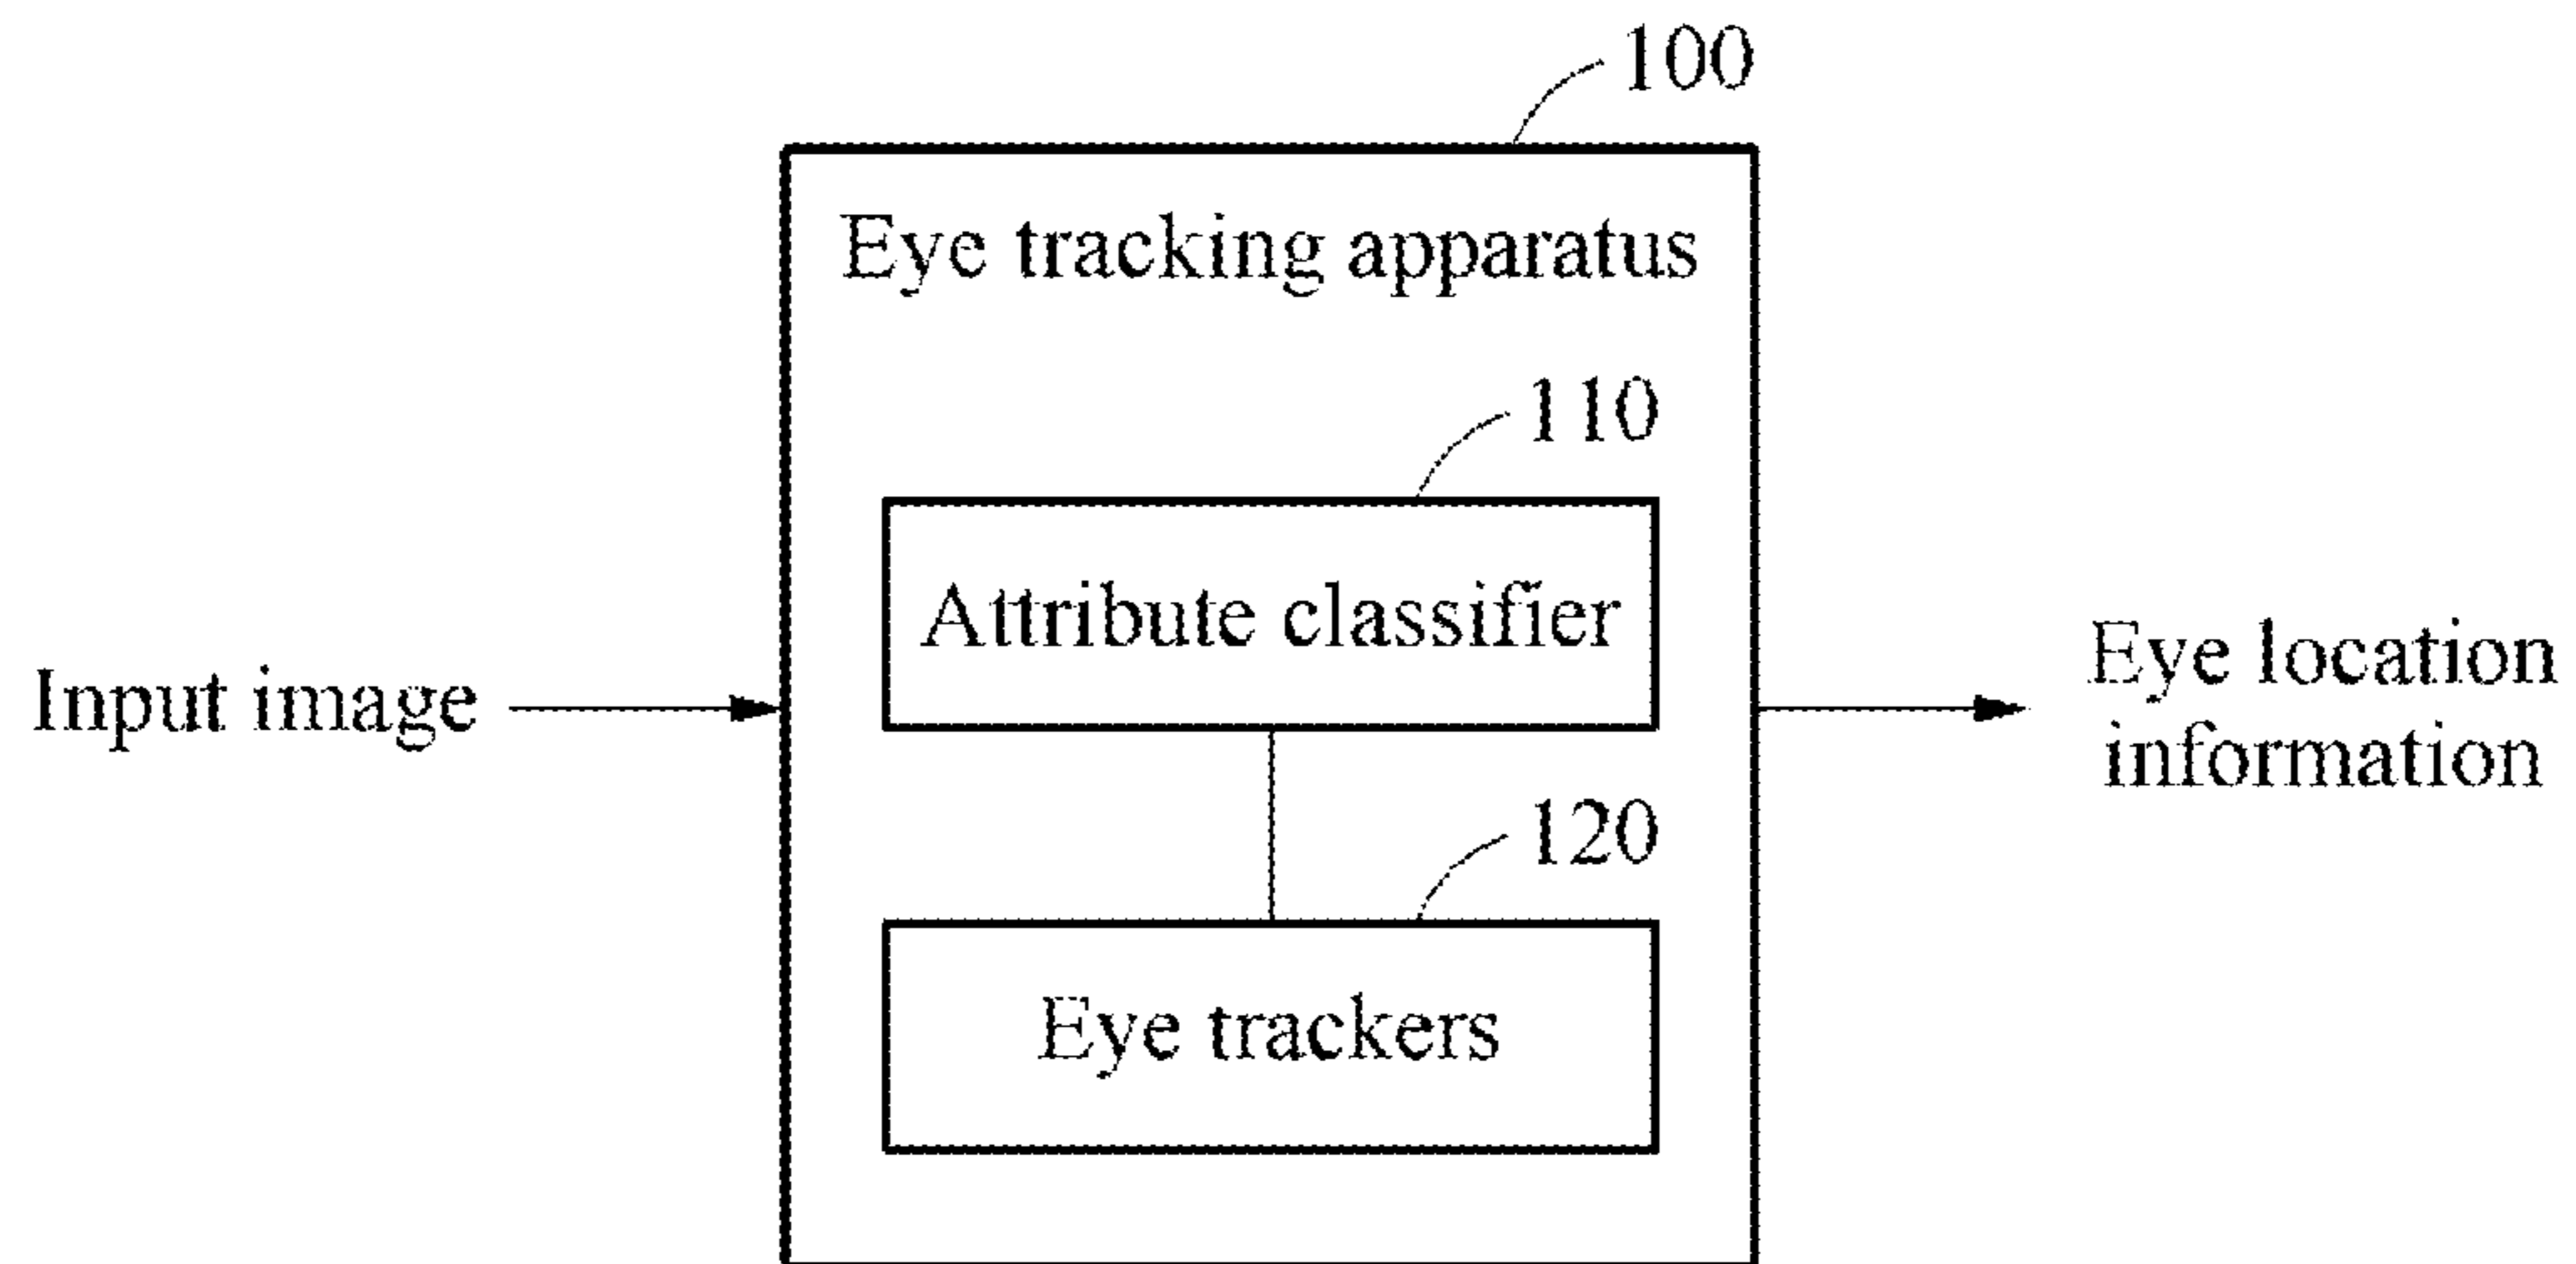 100
Eye tracking apparatus
110
Attribute classifier
Input image
Eye location
information
120
Eye trackers